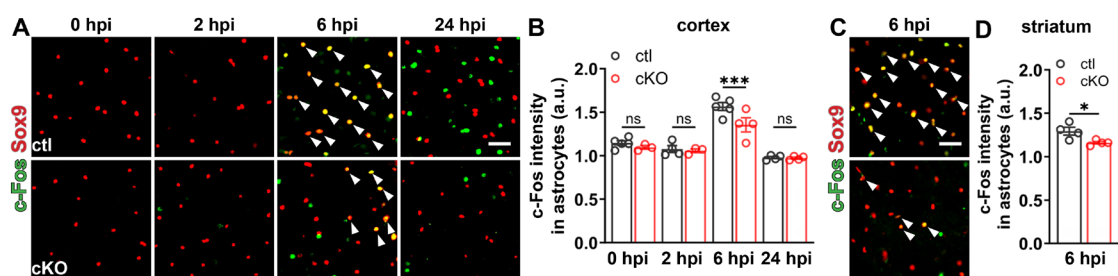 A
0 hpi
2 hpi
6 hpi
24 hpi
c-Fos Sox9
ctl
cKO
B
cortex
ctl
cKO
c-Fos intensity
in astrocytes (a.u.)
2.0
1.5
1.0
0.5
0.0
ns
ns
***
ns
0 hpi 2 hpi 6 hpi 24 hpi
C
6 hpi
c-Fos Sox9
D
striatum
ctl
cKO
c-Fos intensity
in astrocytes (a.u.)
2.0
1.5
1.0
0.5
0.0
*
6 hpi